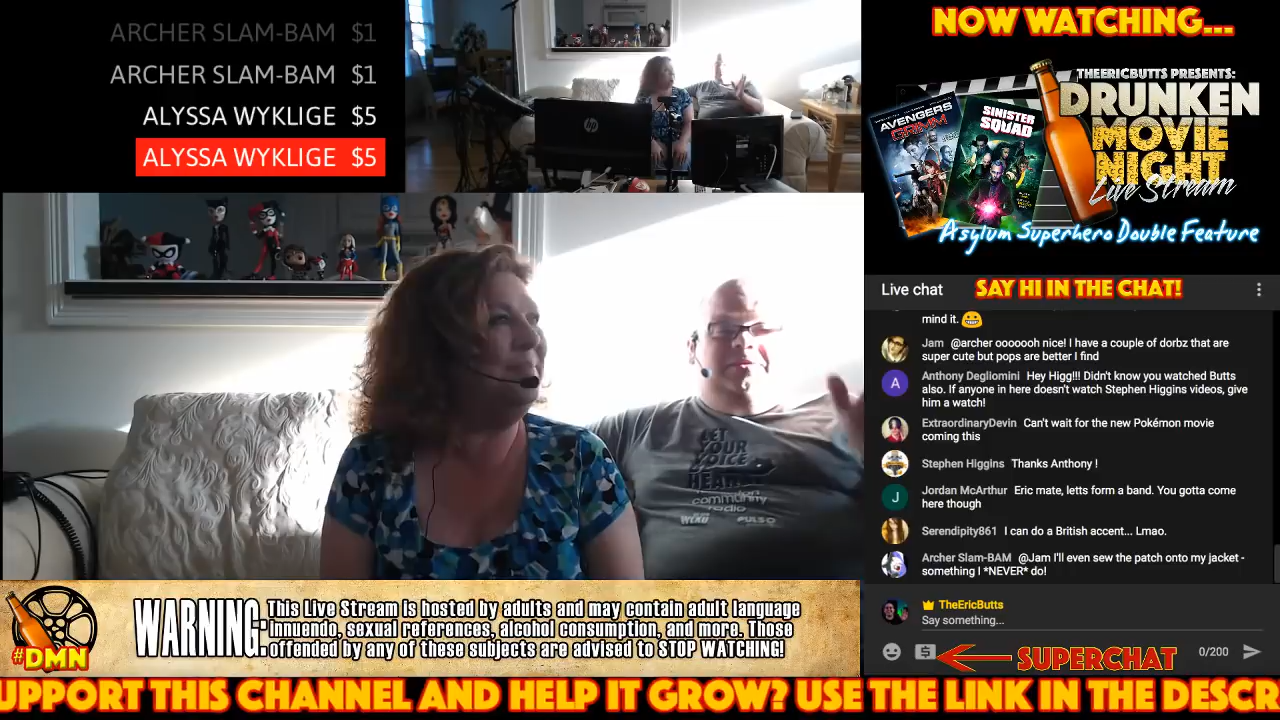 ARCHER SLAM-BAM $1
ARCHER SLAM-BAM $1
ALYSSA WYKLIGE $5
ALYSSA WYKLIGE $5
hp
NOW WATCHING...
THEERICBUTTS PRESENTS:
DRUNKEN
MOVIE
NIGHT
Live Stream
AVENGERS
GRIMM
SINISTER
SQUAD
Asylum Superhero Double Feature
Live chat
SAY HI IN THE CHAT!
mind it. 😬
Jam @archer ooooooh nice! I have a couple of dorbz that are
super cute but pops are better I find
A
Anthony Degliomini Hey Higg!!! Didn't know you watched Butts
also. If anyone in here doesn't watch Stephen Higgins videos, give
him a watch!
ExtraordinaryDevin Can't wait for the new Pokémon movie
coming this
Stephen Higgins Thanks Anthony !
J
Jordan McArthur Eric mate, letts form a band. You gotta come
here though
Serendipity861 I can do a British accent... Lmao.
Archer Slam-BAM @Jam I'll even sew the patch onto my jacket -
something I *NEVER* do!
TheEricButts
Say something...
0/200
SUPERCHAT
LET
YOUR
VOICE
HEARD
community
radio
WLXU
PULSO
#DMN
WARNING:
This Live Stream is hosted by adults and may contain adult language
innuendo, sexual references, alcohol consumption, and more. Those
offended by any of these subjects are advised to STOP WATCHING!
UPPORT THIS CHANNEL AND HELP IT GROW? USE THE LINK IN THE DESCR